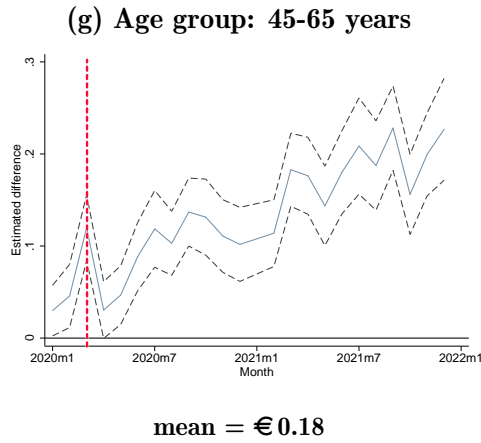 (g) Age group: 45-65 years
.3
.2
.1
0
Estimated difference
2020m1 2020m7 2021m1 2021m7 2022m1
Month
mean = €0.18